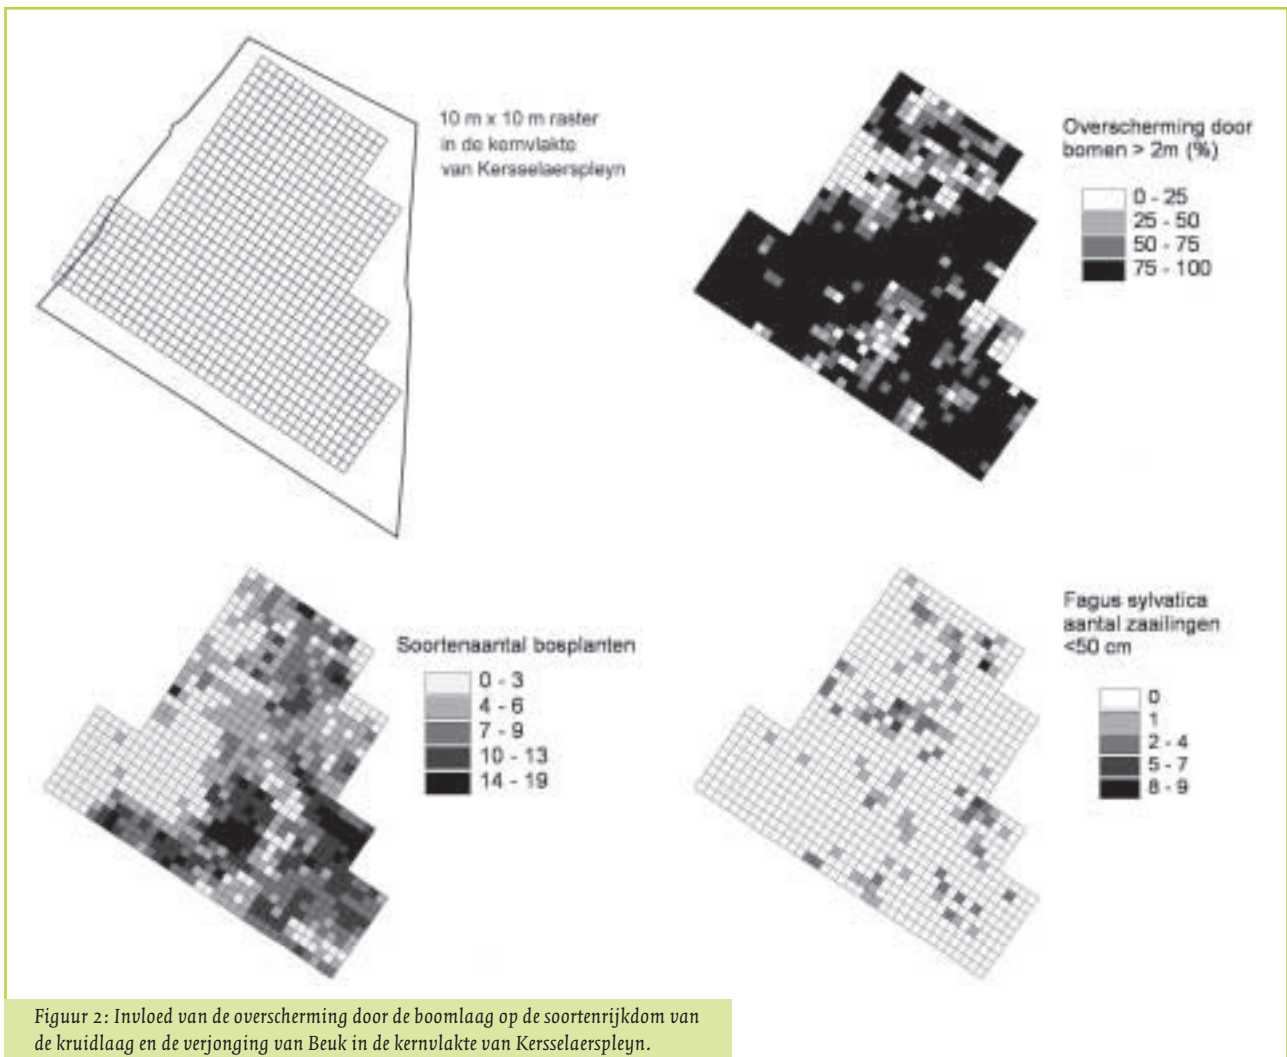 10 m x 10 m raster
in de kernvlakte
van Kersselaerspleyn
Overscherming door
bomen > 2m (%)
0 - 25
25 - 50
50 - 75
75 - 100
Soortenaantal bosplanten
0 - 3
4 - 6
7 - 9
10 - 13
14 - 19
Fagus sylvatica
aantal zaailingen
<50 cm
0
1
2 - 4
5 - 7
8 - 9
Figuur 2: Invloed van de overscherming door de boomlaag op de soortenrijkdom van
de kruidlaag en de verjonging van Beuk in de kernvlakte van Kersselaerspleyn.